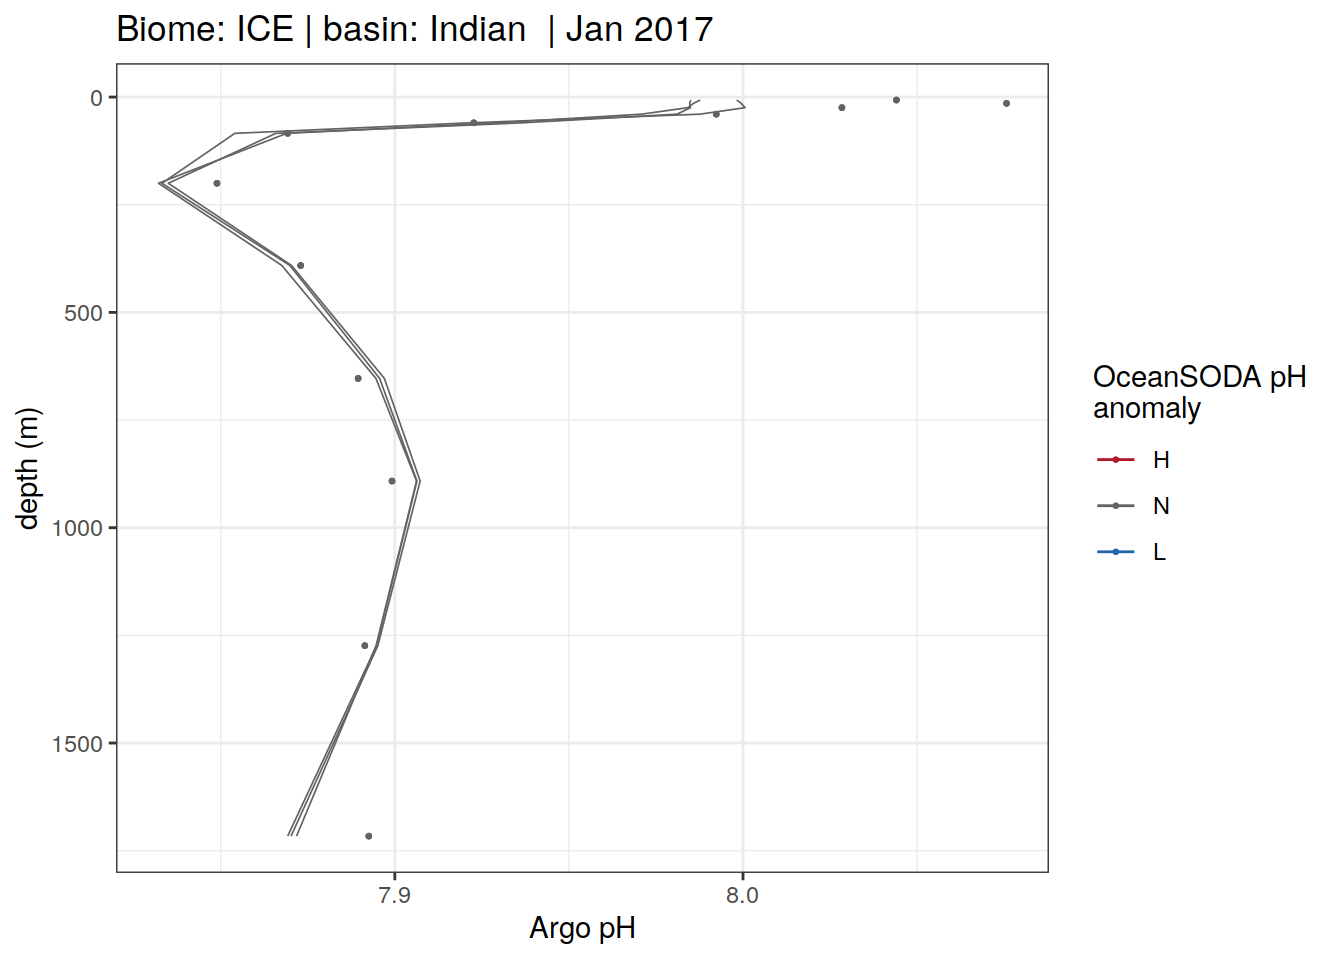 Biome: ICE | basin: Indian  | Jan 2017
0
500
1000
1500
depth (m)
7.9
8.0
Argo pH
OceanSODA pH
anomaly
H
N
L